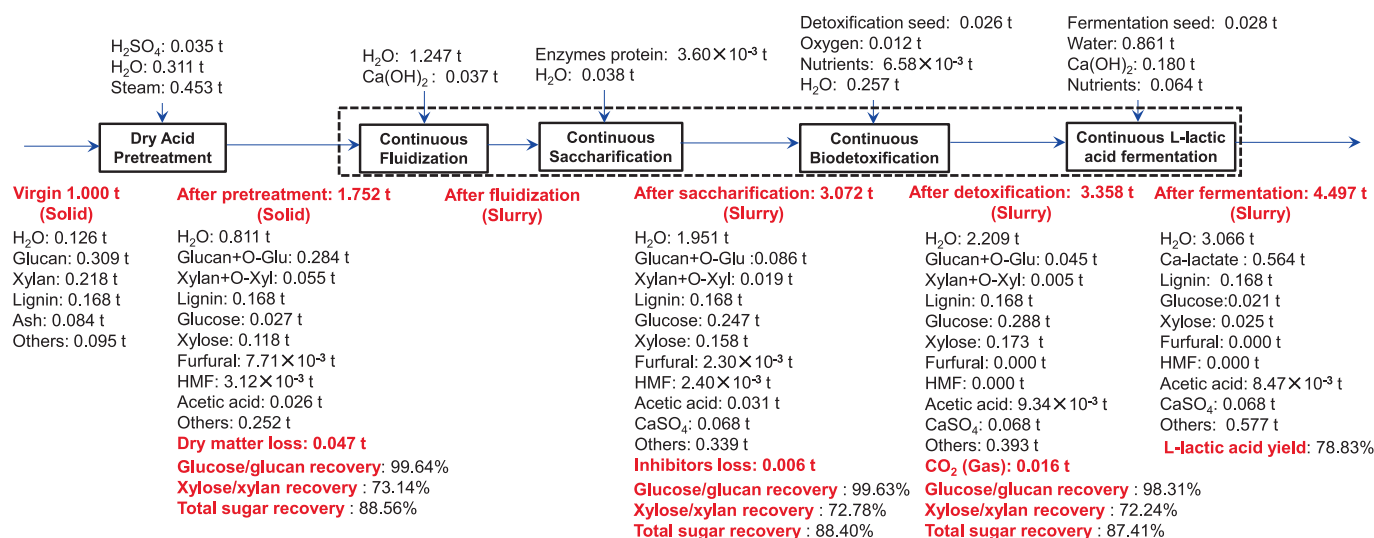 H₂SO₄: 0.035 t
H₂O: 0.311 t
Steam: 0.453 t
H₂O: 1.247 t
Ca(OH)₂ : 0.037 t
Enzymes protein: 3.60×10⁻³ t
H₂O: 0.038 t
Detoxification seed: 0.026 t
Oxygen: 0.012 t
Nutrients: 6.58×10⁻³ t
H₂O: 0.257 t
Fermentation seed: 0.028 t
Water: 0.861 t
Ca(OH)₂: 0.180 t
Nutrients: 0.064 t
Dry Acid
Pretreatment
Continuous
Fluidization
Continuous
Saccharification
Continuous
Biodetoxification
Continuous L-lactic
acid fermentation
Virgin 1.000 t
(Solid)
H₂O: 0.126 t
Glucan: 0.309 t
Xylan: 0.218 t
Lignin: 0.168 t
Ash: 0.084 t
Others: 0.095 t
After pretreatment: 1.752 t
(Solid)
H₂O: 0.811 t
Glucan+O-Glu: 0.284 t
Xylan+O-Xyl: 0.055 t
Lignin: 0.168 t
Glucose: 0.027 t
Xylose: 0.118 t
Furfural: 7.71×10⁻³ t
HMF: 3.12×10⁻³ t
Acetic acid: 0.026 t
Others: 0.252 t
Dry matter loss: 0.047 t
Glucose/glucan recovery: 99.64%
Xylose/xylan recovery : 73.14%
Total sugar recovery : 88.56%
After fluidization
(Slurry)
After saccharification: 3.072 t
(Slurry)
H₂O: 1.951 t
Glucan+O-Glu :0.086 t
Xylan+O-Xyl: 0.019 t
Lignin: 0.168 t
Glucose: 0.247 t
Xylose: 0.158 t
Furfural: 2.30×10⁻³ t
HMF: 2.40×10⁻³ t
Acetic acid: 0.031 t
CaSO₄: 0.068 t
Others: 0.339 t
Inhibitors loss: 0.006 t
Glucose/glucan recovery : 99.63%
Xylose/xylan recovery : 72.78%
Total sugar recovery : 88.40%
After detoxification: 3.358 t
(Slurry)
H₂O: 2.209 t
Glucan+O-Glu: 0.045 t
Xylan+O-Xyl: 0.005 t
Lignin: 0.168 t
Glucose: 0.288 t
Xylose: 0.173 t
Furfural: 0.000 t
HMF: 0.000 t
Acetic acid: 9.34×10⁻³ t
CaSO₄: 0.068 t
Others: 0.393 t
CO₂ (Gas): 0.016 t
Glucose/glucan recovery : 98.31%
Xylose/xylan recovery : 72.24%
Total sugar recovery : 87.41%
After fermentation: 4.497 t
(Slurry)
H₂O: 3.066 t
Ca-lactate : 0.564 t
Lignin: 0.168 t
Glucose:0.021 t
Xylose: 0.025 t
Furfural: 0.000 t
HMF: 0.000 t
Acetic acid: 8.47×10⁻³ t
CaSO₄: 0.068 t
Others: 0.577 t
L-lactic acid yield: 78.83%